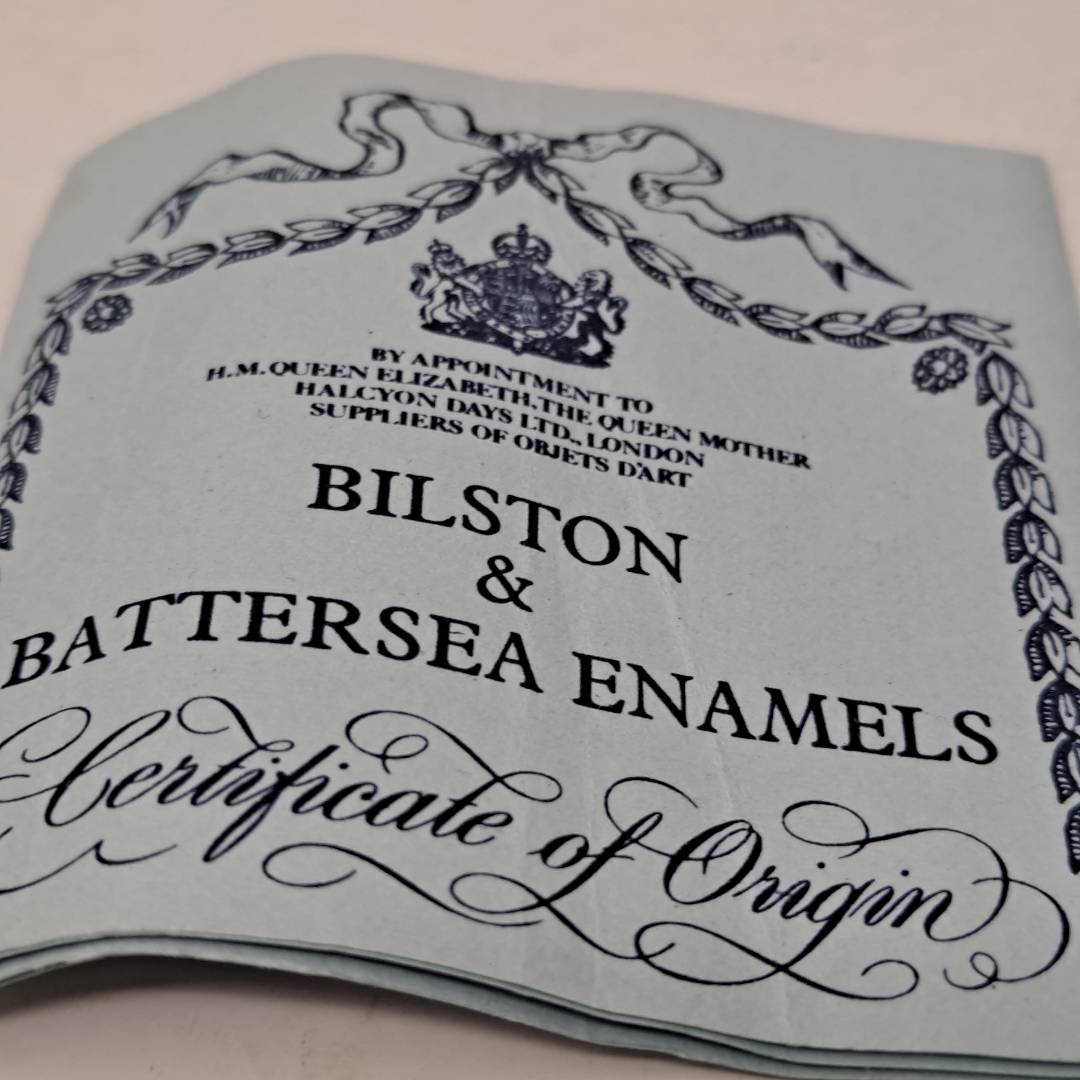 BY APPOINTMENT TO
H.M. QUEEN ELIZABETH, THE QUEEN MOTHER
HALCYON DAYS LTD., LONDON
SUPPLIERS OF OBJETS D'ART
BILSTON
&
BATTERSEA ENAMELS
Certificate of Origin